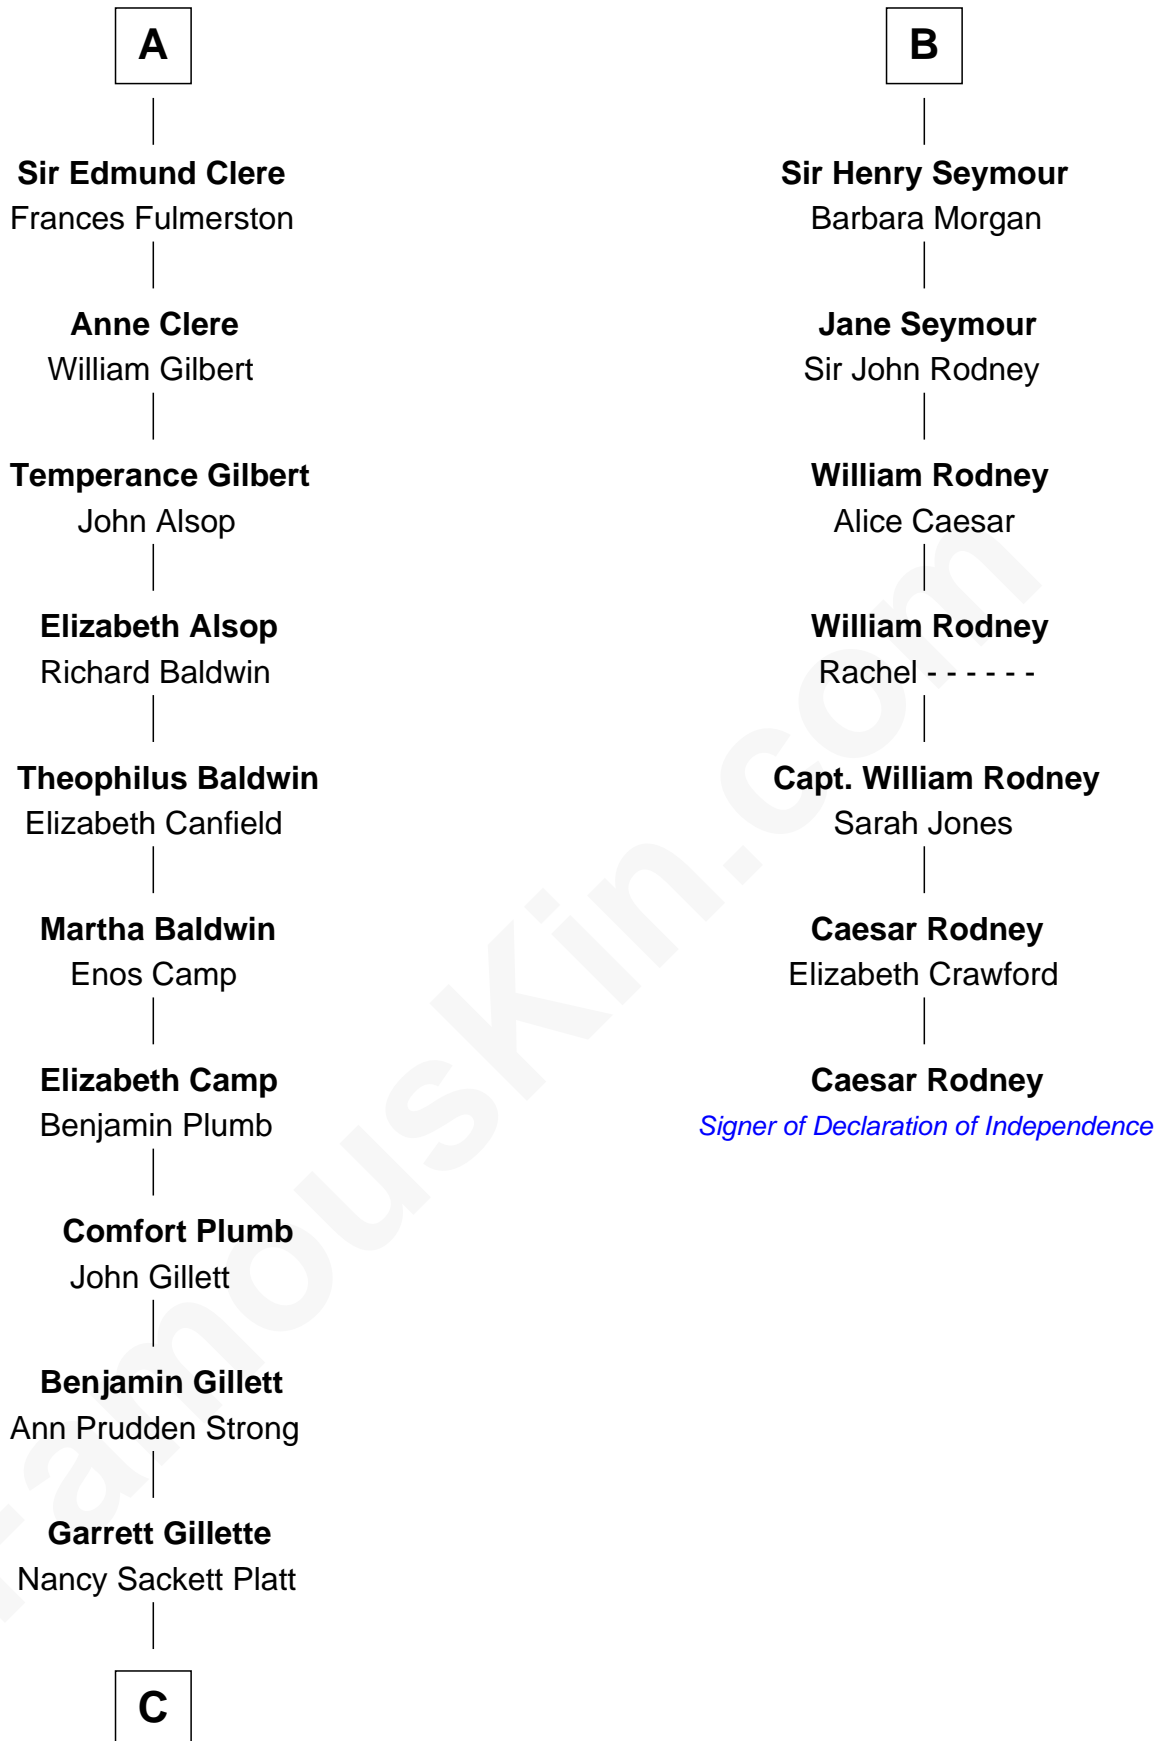 A
Sir Edmund Clere
Frances Fulmerston
Anne Clere
William Gilbert
Temperance Gilbert
John Alsop
Elizabeth Alsop
Richard Baldwin
Theophilus Baldwin
Elizabeth Canfield
Martha Baldwin
Enos Camp
Elizabeth Camp
Benjamin Plumb
Comfort Plumb
John Gillett
Benjamin Gillett
Ann Prudden Strong
Garrett Gillette
Nancy Sackett Platt
C
B
Sir Henry Seymour
Barbara Morgan
Jane Seymour
Sir John Rodney
William Rodney
Alice Caesar
William Rodney
Rachel - - - - - -
Capt. William Rodney
Sarah Jones
Caesar Rodney
Elizabeth Crawford
Caesar Rodney
Signer of Declaration of Independence
FamousKin.com